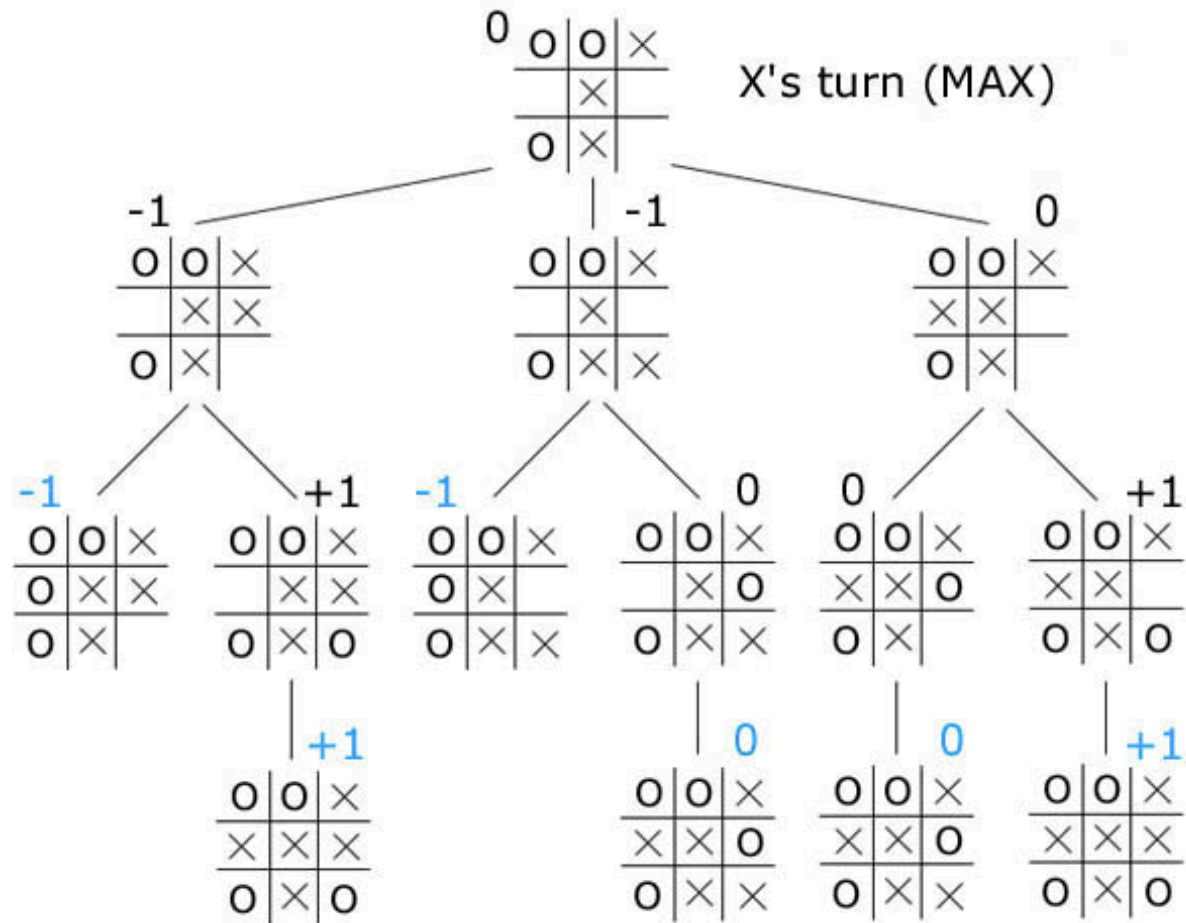 0
O O ×
X's turn (MAX)
×
O ×
-1 -1 0
O O × O O × O O ×
× × × × ×
O × O × × O ×
-1 +1 -1 0 0 +1
O O × O O × O O × O O × O O × O O ×
O × × × × O × × O × × O × ×
O × O × O O × × O × × O × O × O
+1 0 0 +1
O O × O O × O O × O O ×
× × × × × O × × O × × ×
O × O O × × O × × O × O